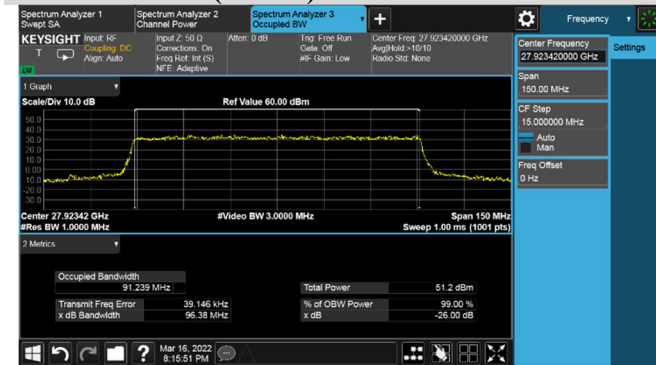 Spectrum Analyzer 1
Swept SA
Spectrum Analyzer 2
Channel Power
Spectrum Analyzer 3
Occupied BW
Frequency
KEYSIGHT
T
LXI
Input: RF
Coupling: DC
Align: Auto
Input Z: 50 Ω
Corrections: On
Freq Ref: Int (S)
NFE: Adaptive
Atten: 0 dB
Trig: Free Run
Gate: Off
#IF Gain: Low
Center Freq: 27.923420000 GHz
Avg|Hold >10/10
Radio Std: None
Center Frequency
27.923420000 GHz
Settings
Span
150.00 MHz
CF Step
15.000000 MHz
Auto
Man
Freq Offset
0 Hz
1 Graph
Scale/Div 10.0 dB
Ref Value 60.00 dBm
50.0
40.0
30.0
20.0
10.0
0.00
-10.0
-20.0
-30.0
Center 27.92342 GHz
#Res BW 1.0000 MHz
#Video BW 3.0000 MHz
Span 150 MHz
Sweep 1.00 ms (1001 pts)
2 Metrics
Occupied Bandwidth
91.239 MHz
Total Power 51.2 dBm
Transmit Freq Error 39.146 kHz
% of OBW Power 99.00 %
x dB Bandwidth 96.38 MHz
x dB -26.00 dB
?
Mar 16, 2022
8:15:51 PM